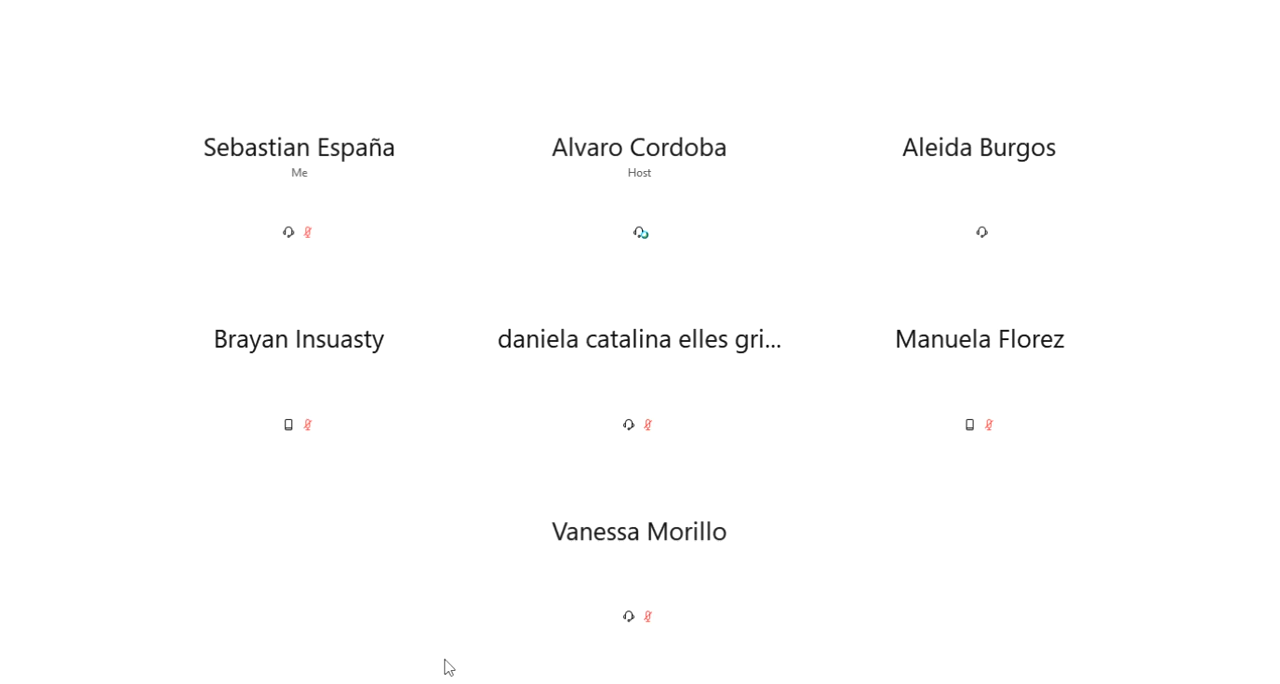 Sebastian España
Me
Alvaro Cordoba
Host
Aleida Burgos
Brayan Insuasty
daniela catalina elles gri...
Manuela Florez
Vanessa Morillo